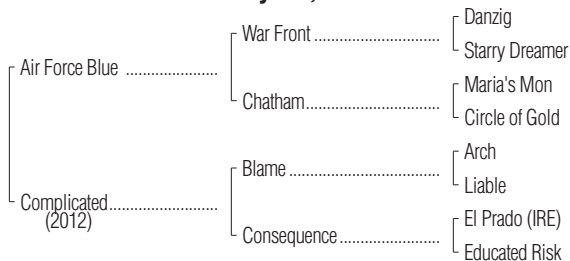 Danzig
War Front ....................
Starry Dreamer
Air Force Blue ...................
Maria's Mon
Chatham......................
Circle of Gold
Arch
Blame .........................
Liable
Complicated......................
(2012)
El Prado (IRE)
Consequence....................
Educated Risk